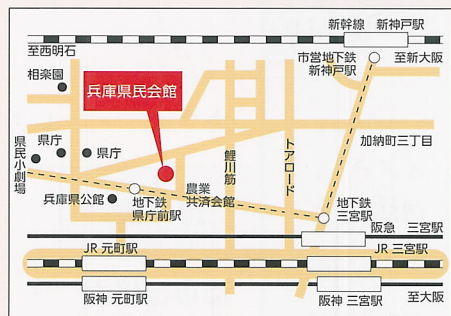 新幹線 新神戸駅
至西明石
市営地下鉄
新神戸駅
至新大阪
相楽園
兵庫県民会館
加納町三丁目
県庁
県庁
県民小劇場
鯉川筋
トアロード
兵庫県公館
地下鉄
県庁前駅
農業
共済会館
地下鉄
三宮駅
阪急 三宮駅
JR 元町駅
JR 三宮駅
阪神 元町駅
阪神 三宮駅
至大阪